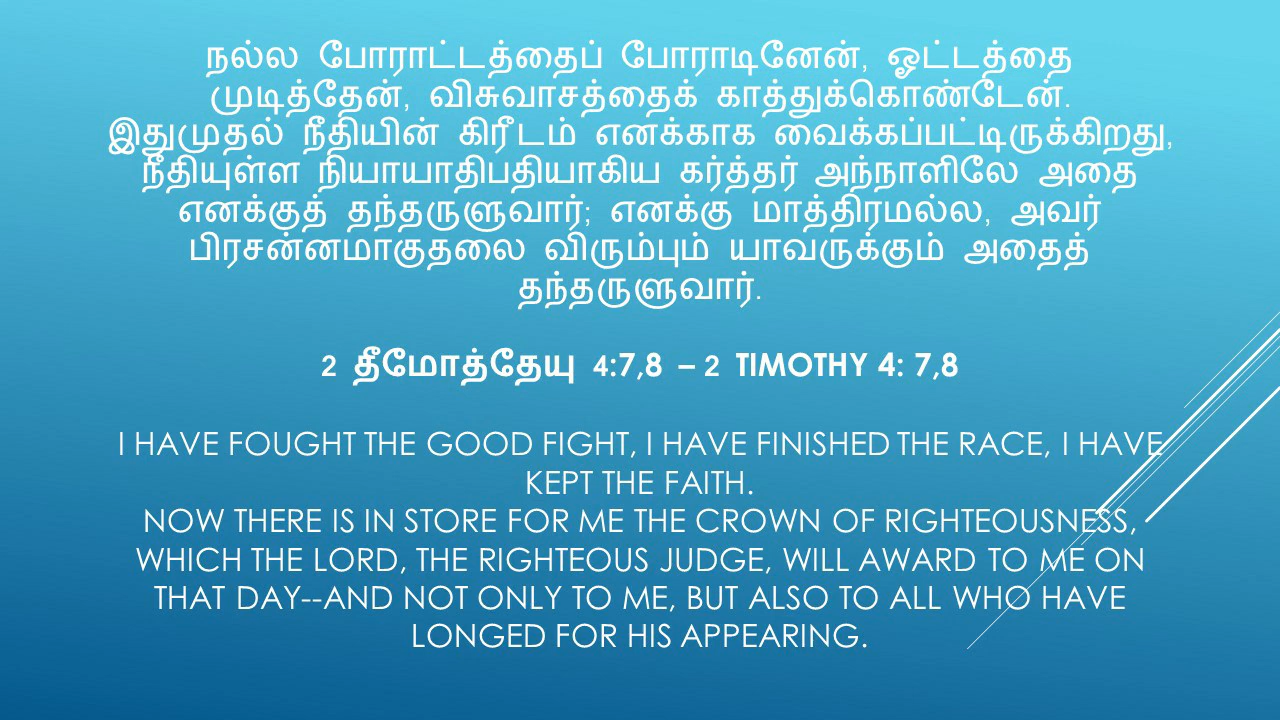 நல்ல போராட்டத்தைப் போராடினேன், ஓட்டத்தை
முடித்தேன், விசுவாசத்தைக் காத்துக்கொண்டேன்.
இதுமுதல் நீதியின் கிரீடம் எனக்காக வைக்கப்பட்டிருக்கிறது,
நீதியுள்ள நியாயாதிபதியாகிய கர்த்தர் அந்நாளிலே அதை
எனக்குத் தந்தருளுவார்; எனக்கு மாத்திரமல்ல, அவர்
பிரசன்னமாகுதலை விரும்பும் யாவருக்கும் அதைத்
தந்தருளுவார்.
2 தீமோத்தேயு 4:7,8 – 2 TIMOTHY 4: 7,8
I HAVE FOUGHT THE GOOD FIGHT, I HAVE FINISHED THE RACE, I HAVE
KEPT THE FAITH.
NOW THERE IS IN STORE FOR ME THE CROWN OF RIGHTEOUSNESS,
WHICH THE LORD, THE RIGHTEOUS JUDGE, WILL AWARD TO ME ON
THAT DAY--AND NOT ONLY TO ME, BUT ALSO TO ALL WHO HAVE
LONGED FOR HIS APPEARING.